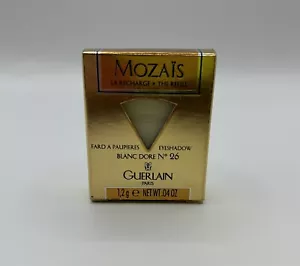 MOZAÏS
LA RECHARGE • THE REFILL
FARD A PAUPIERES EYESHADOW
BLANC DORE Nº 26
GUERLAIN
PARIS
1,2 g ℮ NET WT. .04 OZ